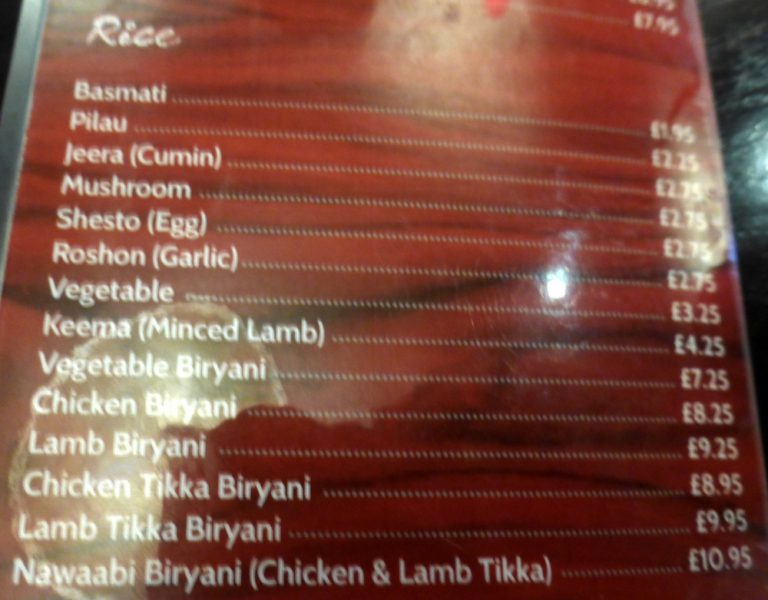 £7.95
Rice
Basmati £1.95
Pilau £2.25
Jeera (Cumin) £2.75
Mushroom £2.75
Shesto (Egg) £2.75
Roshon (Garlic) £2.75
Vegetable £3.25
Keema (Minced Lamb) £4.25
Vegetable Biryani £7.25
Chicken Biryani £8.25
Lamb Biryani £9.25
Chicken Tikka Biryani £8.95
Lamb Tikka Biryani £9.95
Nawaabi Biryani (Chicken & Lamb Tikka) £10.95